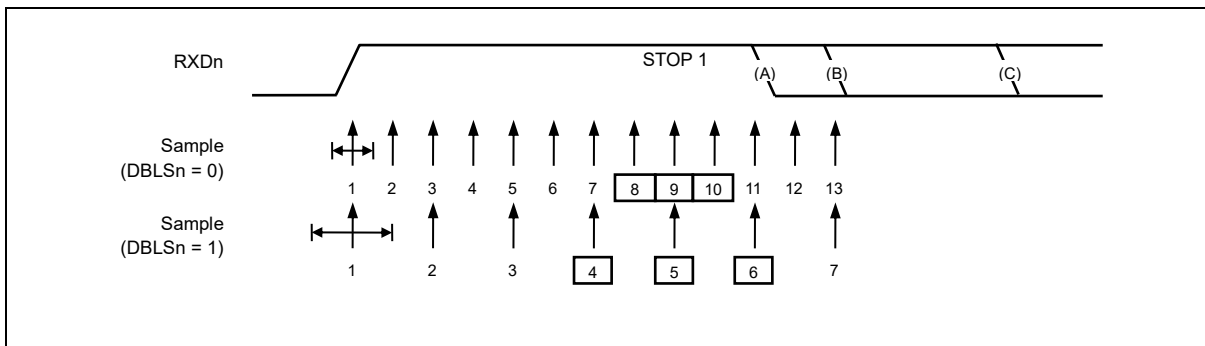 RXDn
STOP 1
(A)
(B)
(C)
Sample
(DBLSn = 0)
1 2 3 4 5 6 7 8 9 10 11 12 13
Sample
(DBLSn = 1)
1 2 3 4 5 6 7